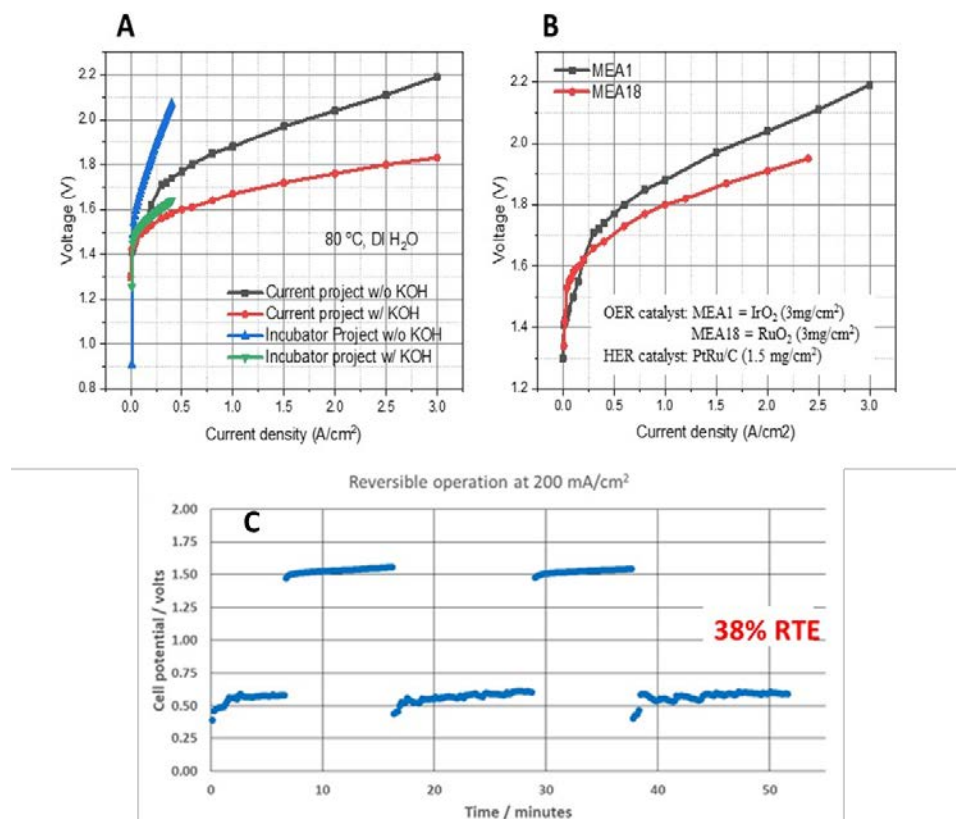 A
Voltage (V)
2.2
2.0
1.8
1.6
1.4
1.2
1.0
0.8
80 °C, DI H₂O
Current project w/o KOH
Current project w/ KOH
Incubator Project w/o KOH
Incubator project w/ KOH
0.0 0.5 1.0 1.5 2.0 2.5 3.0
Current density (A/cm²)
B
Voltage (V)
2.2
2.0
1.8
1.6
1.4
1.2
MEA1
MEA18
OER catalyst: MEA1 = IrO₂ (3mg/cm²)
MEA18 = RuO₂ (3mg/cm²)
HER catalyst: PtRu/C (1.5 mg/cm²)
0.0 0.5 1.0 1.5 2.0 2.5 3.0
Current density (A/cm2)
Reversible operation at 200 mA/cm²
C
Cell potential / volts
2.00
1.75
1.50
1.25
1.00
0.75
0.50
0.25
0.00
38% RTE
0 10 20 30 40 50
Time / minutes